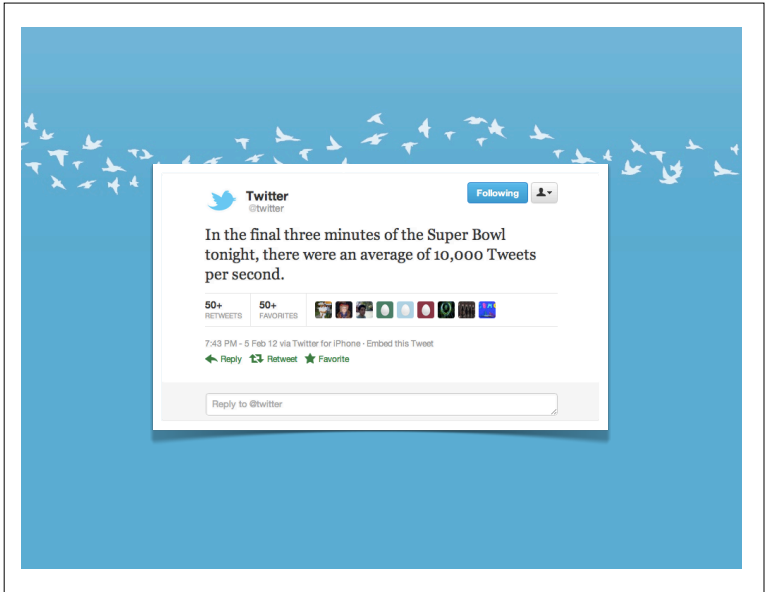 Twitter
@twitter
Following
In the final three minutes of the Super Bowl
tonight, there were an average of 10,000 Tweets
per second.
50+
RETWEETS
50+
FAVORITES
7:43 PM - 5 Feb 12 via Twitter for iPhone · Embed this Tweet
Reply Retweet Favorite
Reply to @twitter